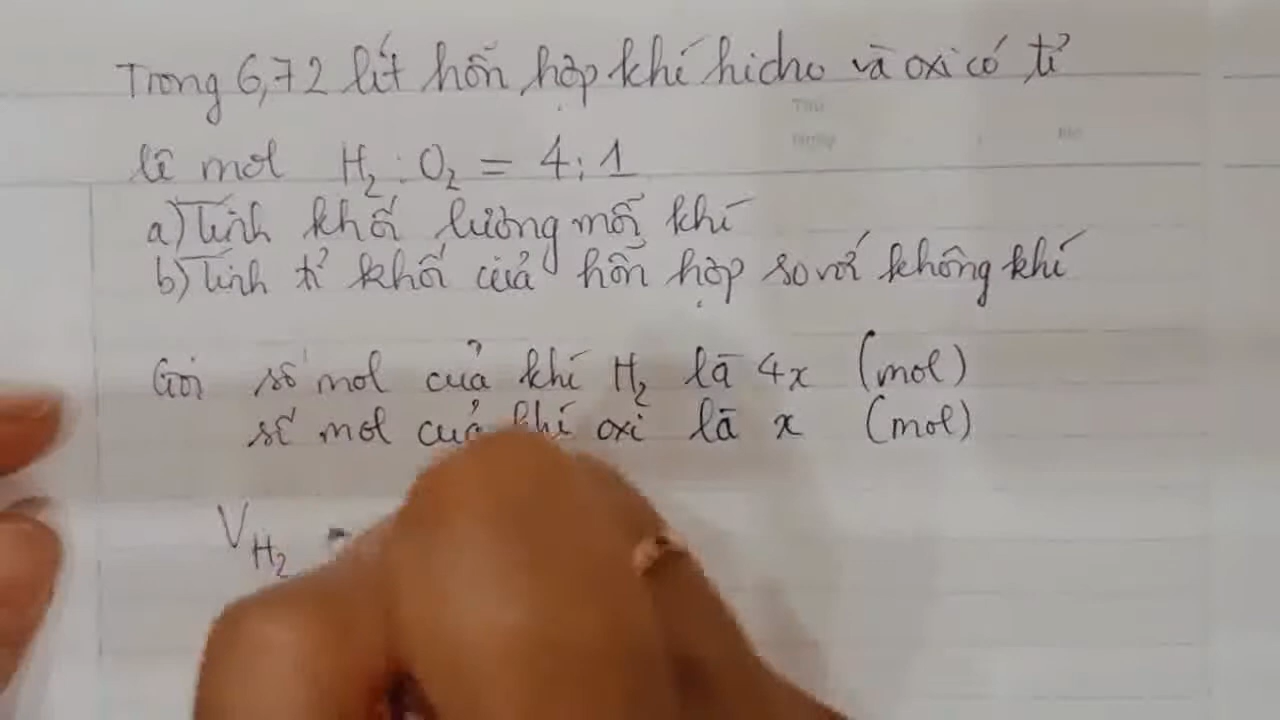 Trong 6,72 lít hỗn hợp khí hidro và oxi có tỉ
lệ mol H₂ : O₂ = 4 : 1
a) Tính khối lượng mỗi khí
b) Tính tỉ khối của hỗn hợp so với không khí
Gọi số mol của khí H₂ là 4x (mol)
số mol của khí oxi là x (mol)
V_H₂